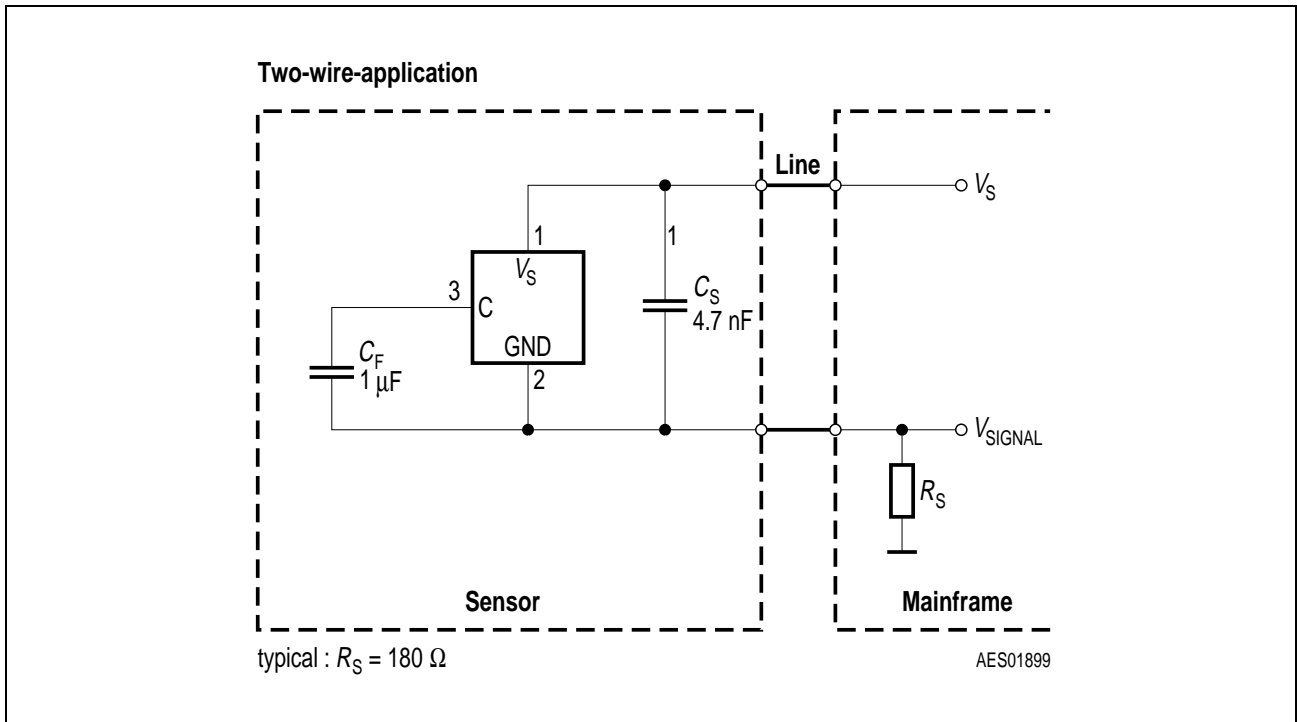 Two-wire-application
Line
V_S
1
1
V_S
3
C
C_S
4.7 nF
GND
C_F
1 µF
2
V_SIGNAL
R_S
Sensor
Mainframe
typical : R_S = 180 Ω
AES01899